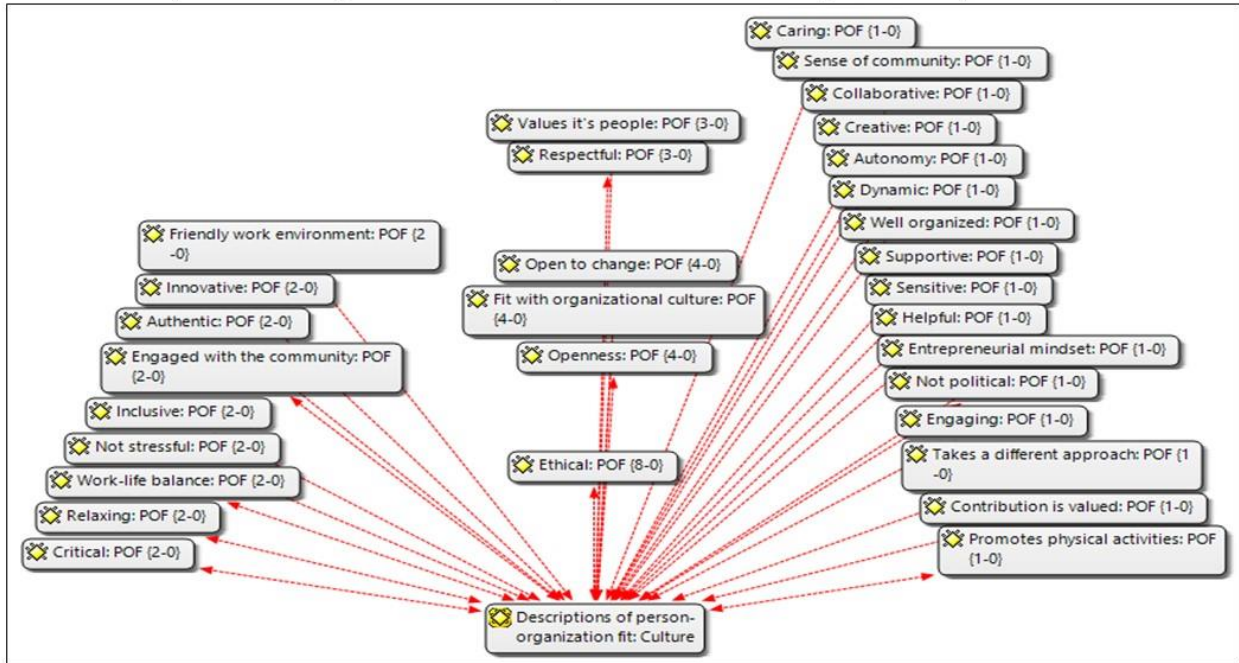 Caring: POF {1-0}
Sense of community: POF {1-0}
Collaborative: POF {1-0}
Creative: POF {1-0}
Autonomy: POF {1-0}
Dynamic: POF {1-0}
Well organized: POF {1-0}
Supportive: POF {1-0}
Sensitive: POF {1-0}
Helpful: POF {1-0}
Entrepreneurial mindset: POF {1-0}
Not political: POF {1-0}
Engaging: POF {1-0}
Takes a different approach: POF {1
-0}
Contribution is valued: POF {1-0}
Promotes physical activities: POF
{1-0}
Values it's people: POF {3-0}
Respectful: POF {3-0}
Open to change: POF {4-0}
Fit with organizational culture: POF
{4-0}
Openness: POF {4-0}
Ethical: POF {8-0}
Friendly work environment: POF {2
-0}
Innovative: POF {2-0}
Authentic: POF {2-0}
Engaged with the community: POF
{2-0}
Inclusive: POF {2-0}
Not stressful: POF {2-0}
Work-life balance: POF {2-0}
Relaxing: POF {2-0}
Critical: POF {2-0}
Descriptions of person-
organization fit: Culture